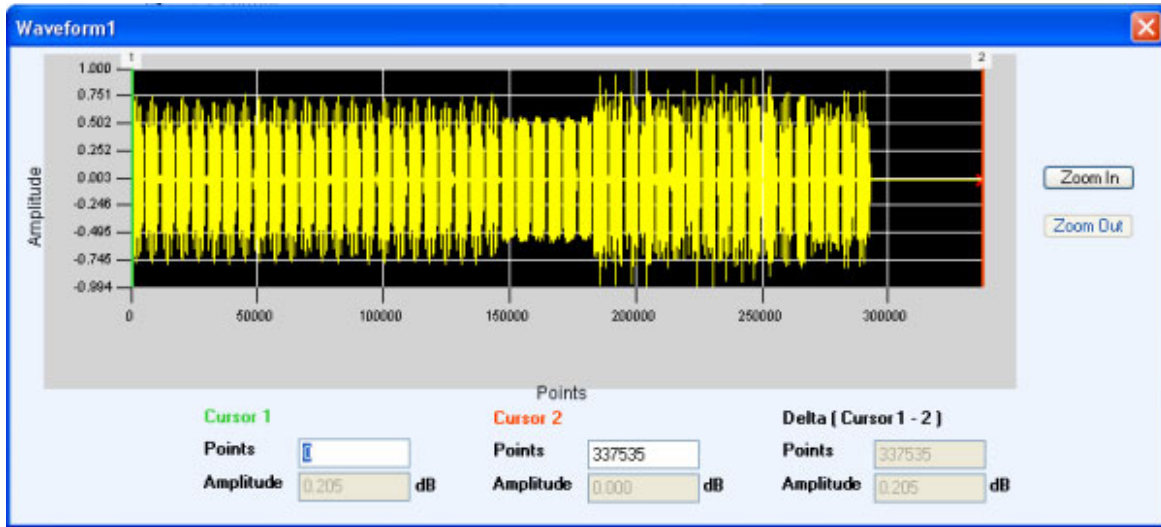 Waveform1
1 2
1.000
0.751
0.502
0.252
0.003
-0.246
-0.495
-0.745
-0.994
Amplitude
0 50000 100000 150000 200000 250000 300000
Points
Zoom In
Zoom Out
Cursor 1 Cursor 2 Delta ( Cursor 1 - 2 )
Points 0 Points 337535 Points 337535
Amplitude 0.205 dB Amplitude 0.000 dB Amplitude 0.205 dB